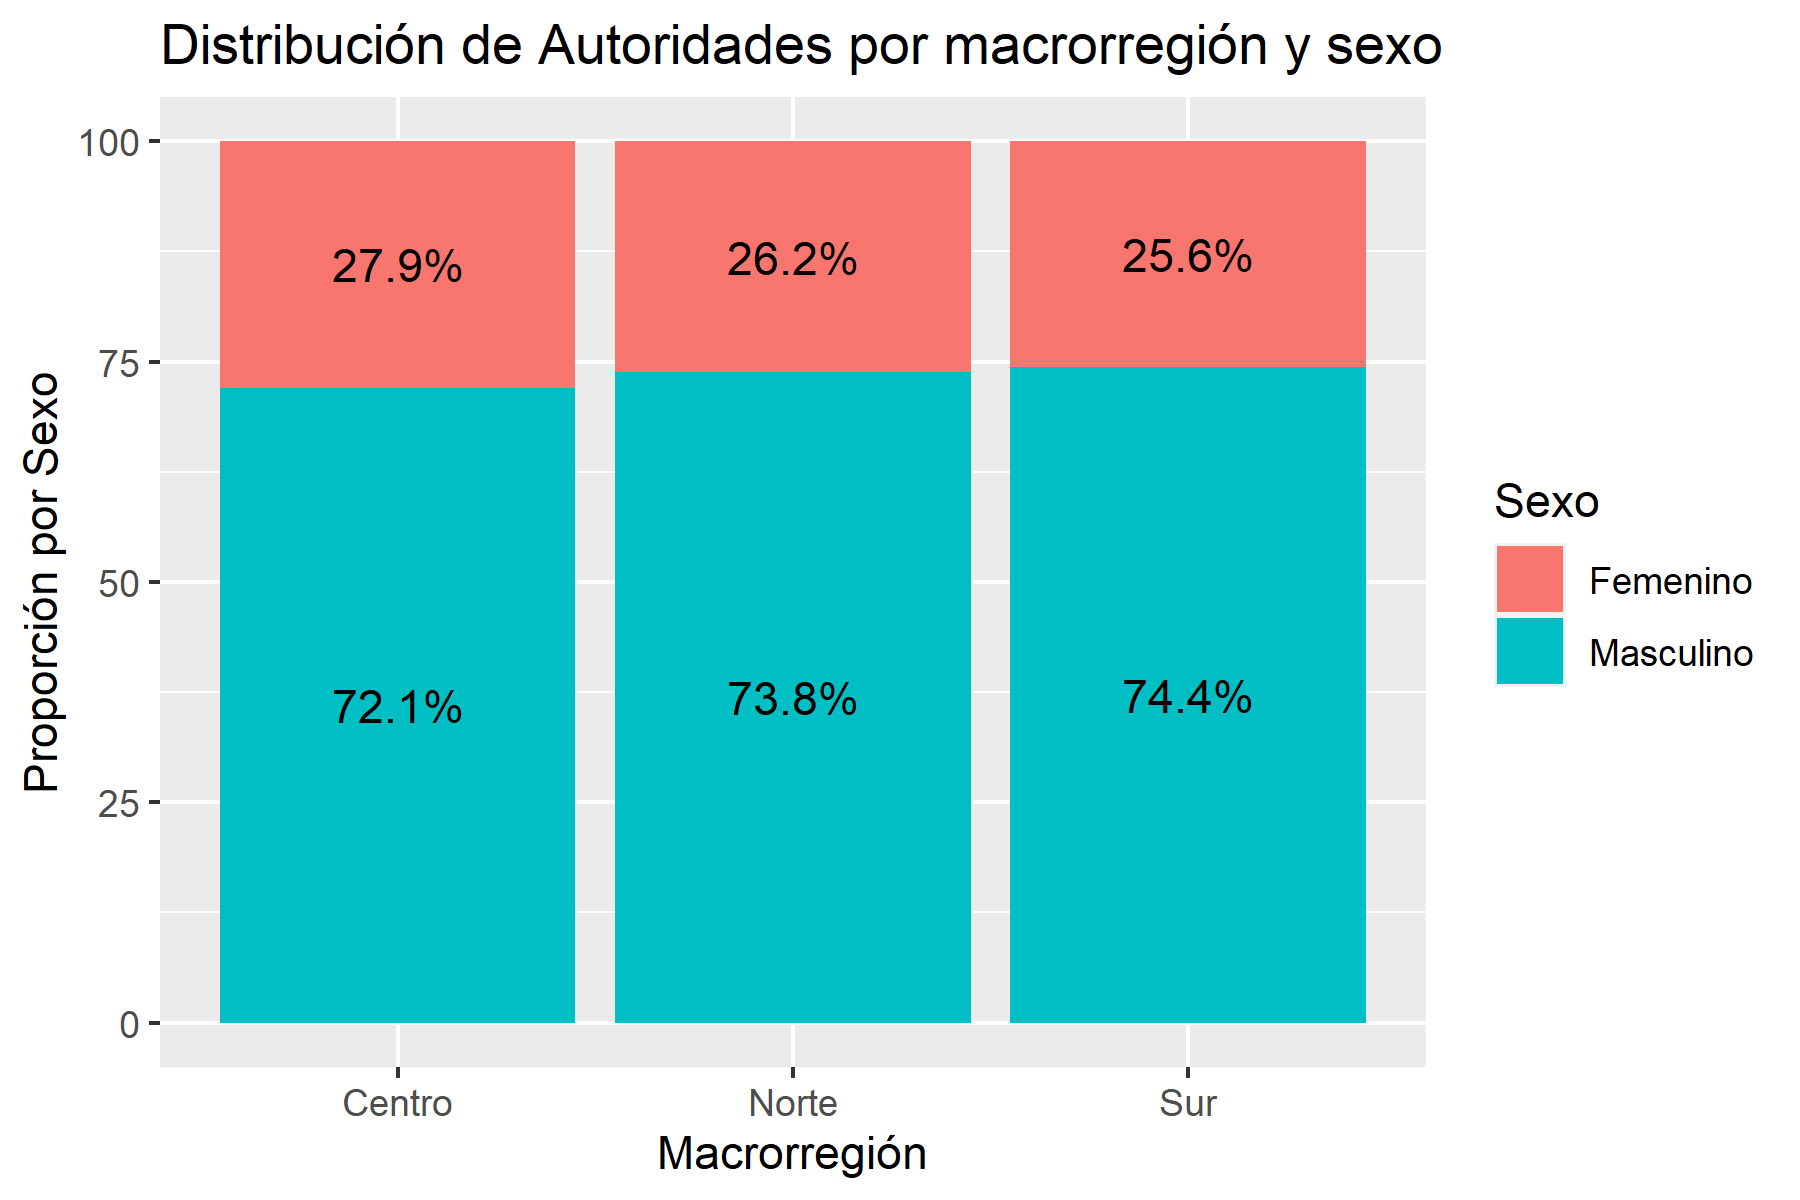 Distribución de Autoridades por macrorregión y sexo
Proporción por Sexo
100
75
50
25
0
27.9%
26.2%
25.6%
72.1%
73.8%
74.4%
Centro
Norte
Sur
Macrorregión
Sexo
Femenino
Masculino